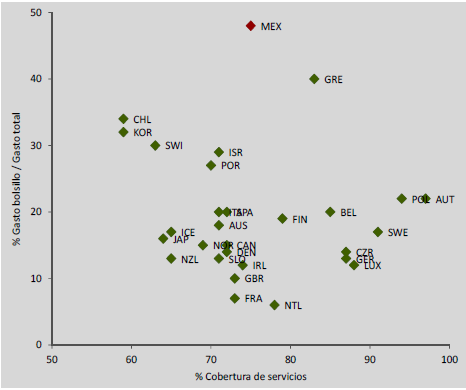 50
MEX
40
GRE
CHL
KOR
SWI
30
ISR
POR
20
ITA
SPA
BEL
POL
AUT
FIN
AUS
ICE
SWE
JAP
NOR
CAN
DEN
CZR
NZL
SLO
GER
IRL
LUX
10
GBR
FRA
NTL
0
50
60
70
80
90
100
% Cobertura de servicios
% Gasto bolsillo / Gasto total